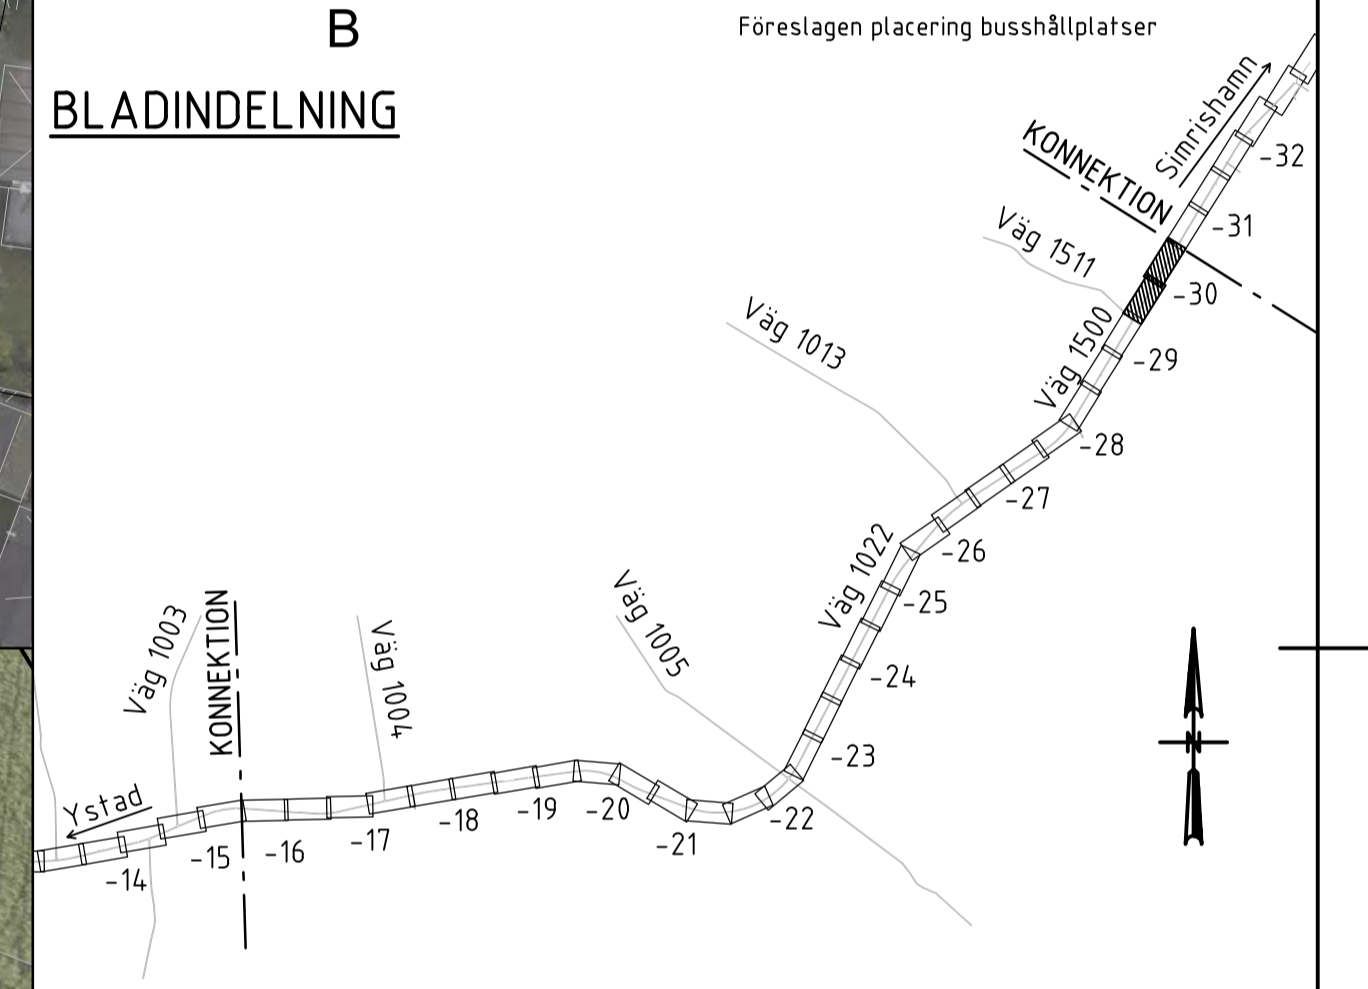 B
Föreslagen placering busshållplatser
BLADINDELNING
Simrishamn
KONNEKTION
-32
-31
Väg 1511
-30
Väg 1013
Väg 1500
-29
-28
-27
Väg 1022
-26
-25
Väg 1005
Väg 1003
KONNEKTION
Väg 1004
-24
-23
N
Ystad
-22
-21
-20
-19
-18
-17
-16
-15
-14